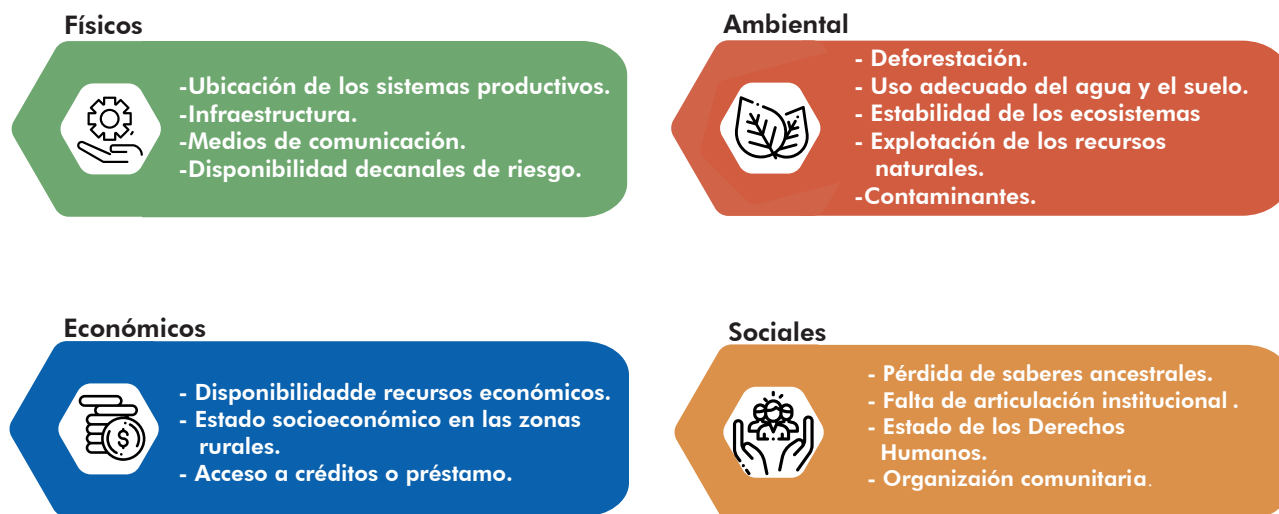 Físicos
-Ubicación de los sistemas productivos.
-Infraestructura.
-Medios de comunicación.
-Disponibilidad decanales de riesgo.
Ambiental
- Deforestación.
- Uso adecuado del agua y el suelo.
- Estabilidad de los ecosistemas
- Explotación de los recursos
naturales.
-Contaminantes.
Económicos
- Disponibilidadde recursos económicos.
- Estado socioeconómico en las zonas
rurales.
- Acceso a créditos o préstamo.
Sociales
- Pérdida de saberes ancestrales.
- Falta de articulación institucional .
- Estado de los Derechos
Humanos.
- Organizaión comunitaria.